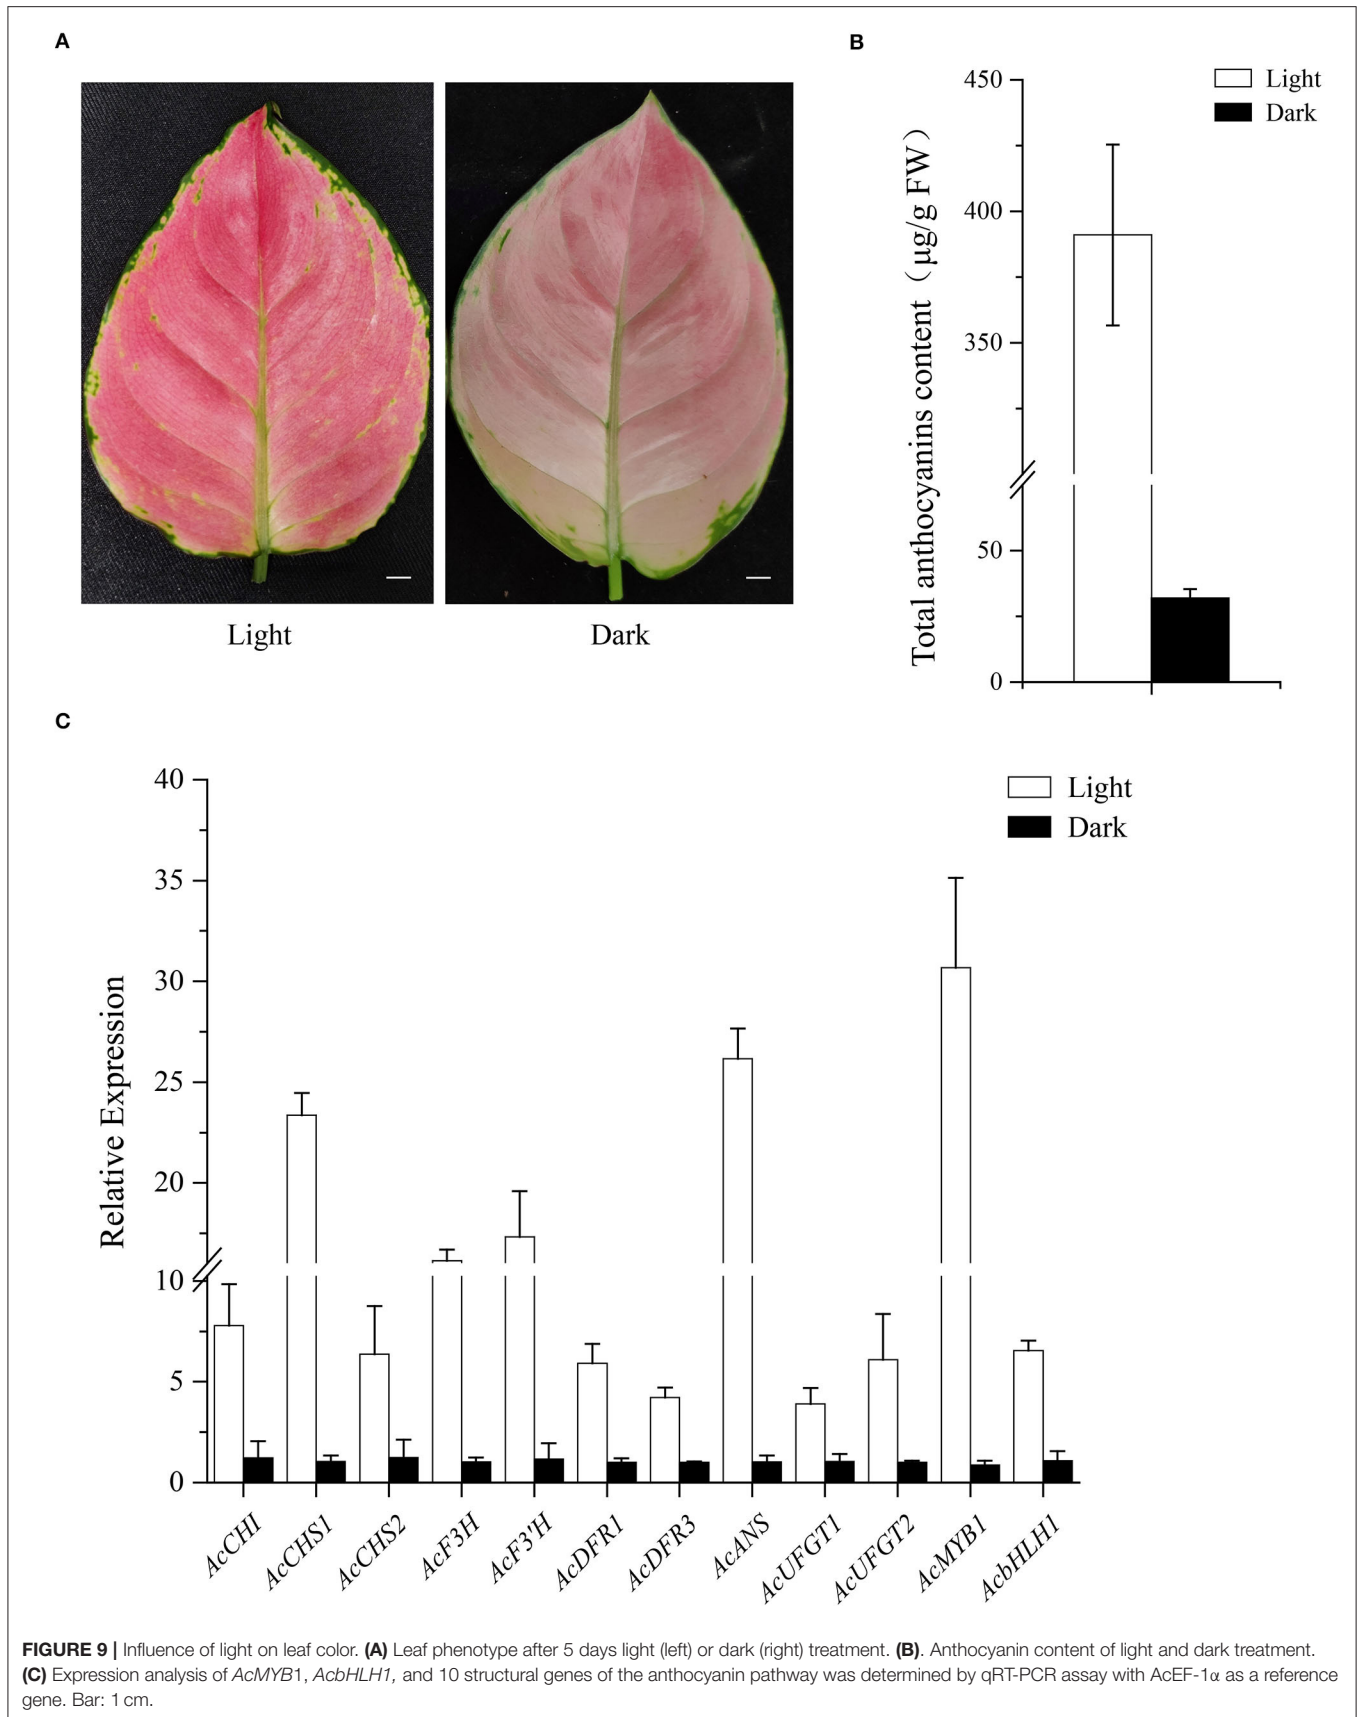 A
B
Light
Dark
450
400
350
50
0
Total anthocyanins content（μg/g FW）
Light
Dark
C
Light
Dark
40
35
30
25
20
10
5
0
Relative Expression
AcCHI
AcCHS1
AcCHS2
AcF3H
AcF3'H
AcDFR1
AcDFR3
AcANS
AcUFGT1
AcUFGT2
AcMYB1
AcbHLH1
FIGURE 9 | Influence of light on leaf color. (A) Leaf phenotype after 5 days light (left) or dark (right) treatment. (B). Anthocyanin content of light and dark treatment.
(C) Expression analysis of AcMYB1, AcbHLH1, and 10 structural genes of the anthocyanin pathway was determined by qRT-PCR assay with AcEF-1α as a reference
gene. Bar: 1 cm.